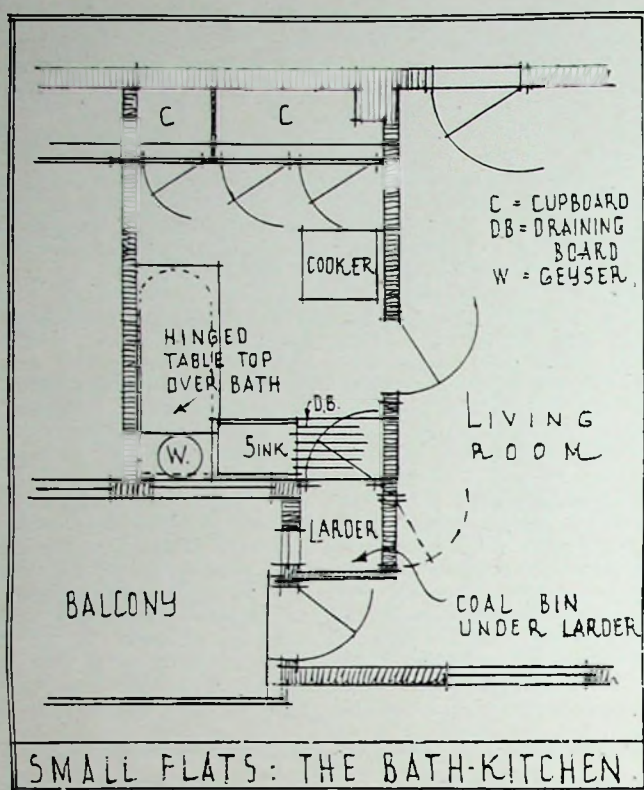 C
C
C = CUPBOARD
DB = DRAINING
BOARD
W = GEYSER
COOKER
HINGED
TABLE TOP
OVER BATH
D.B.
LIVING
ROOM
SINK
W.
LARDER
BALCONY
COAL BIN
UNDER LARDER
SMALL FLATS: THE BATH-KITCHEN